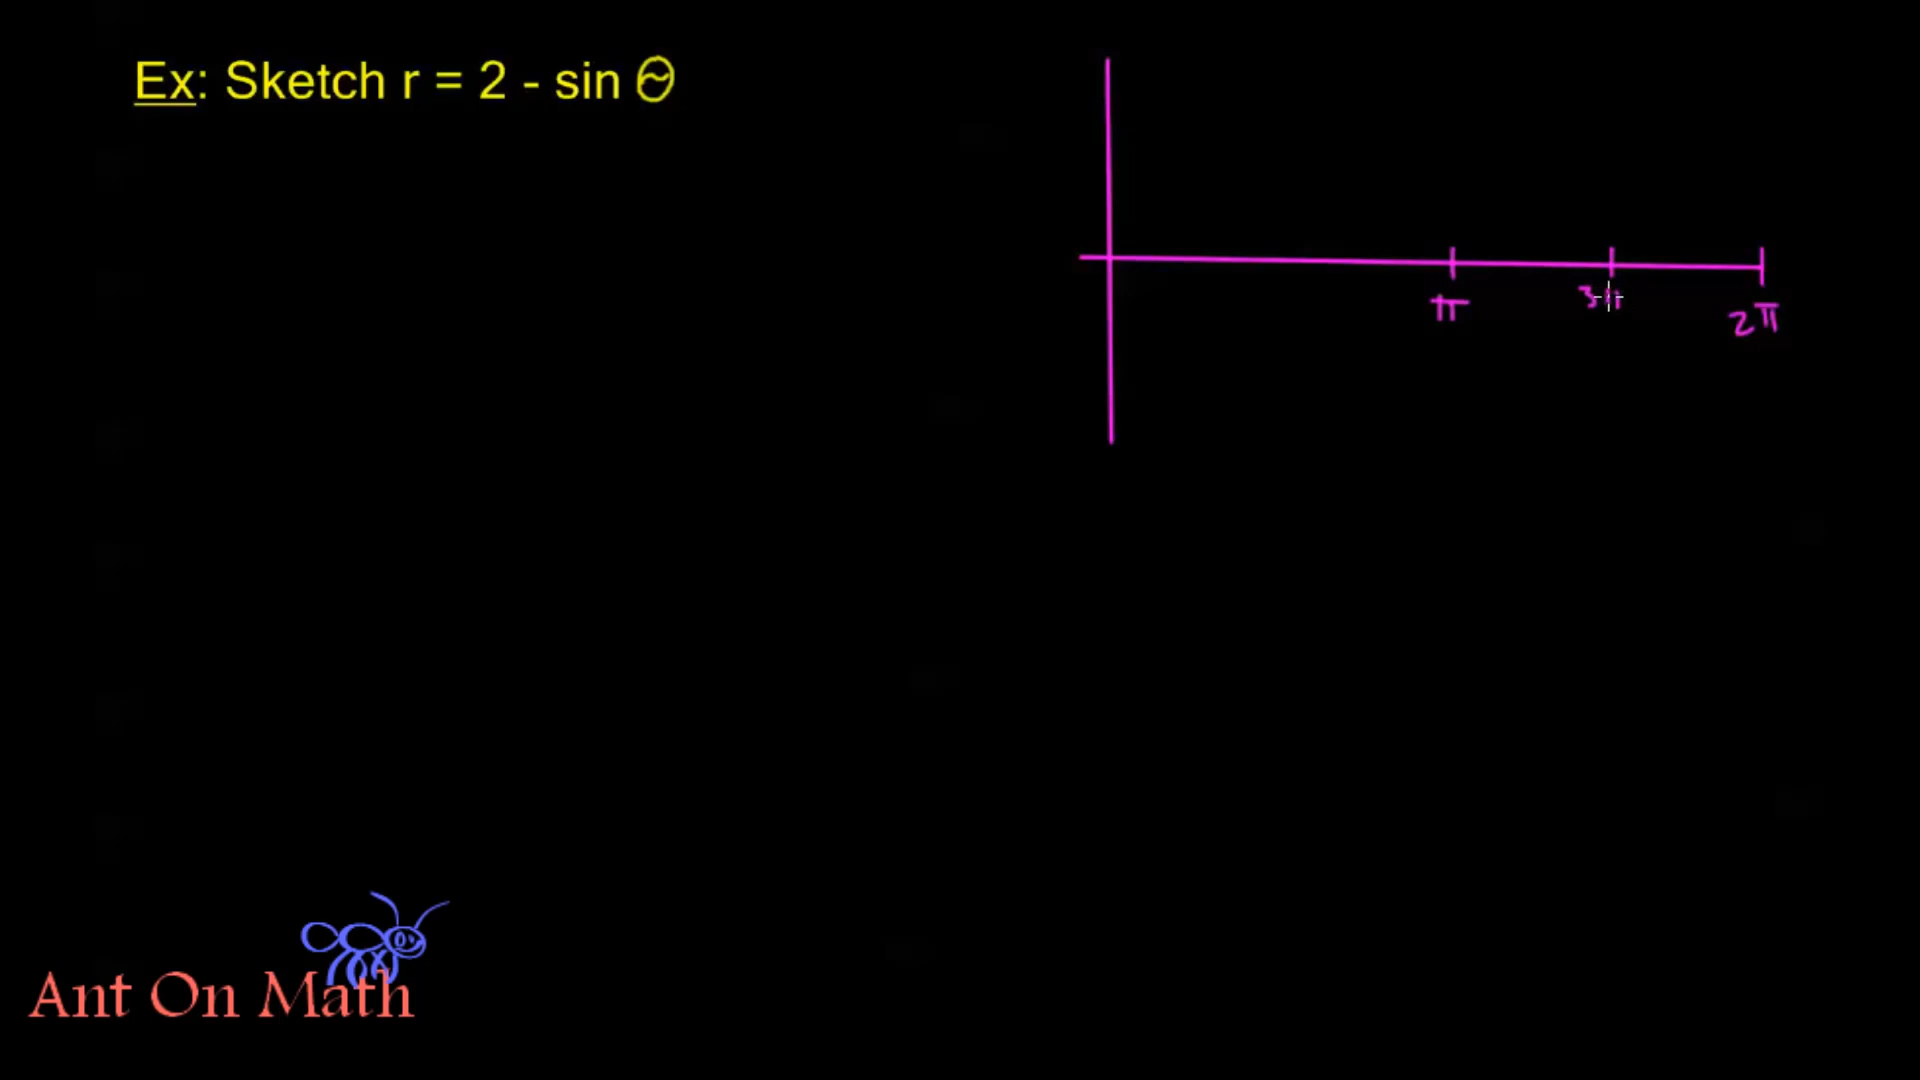 Ex: Sketch r = 2 - sin Θ
π
3π
2π
Ant On Math